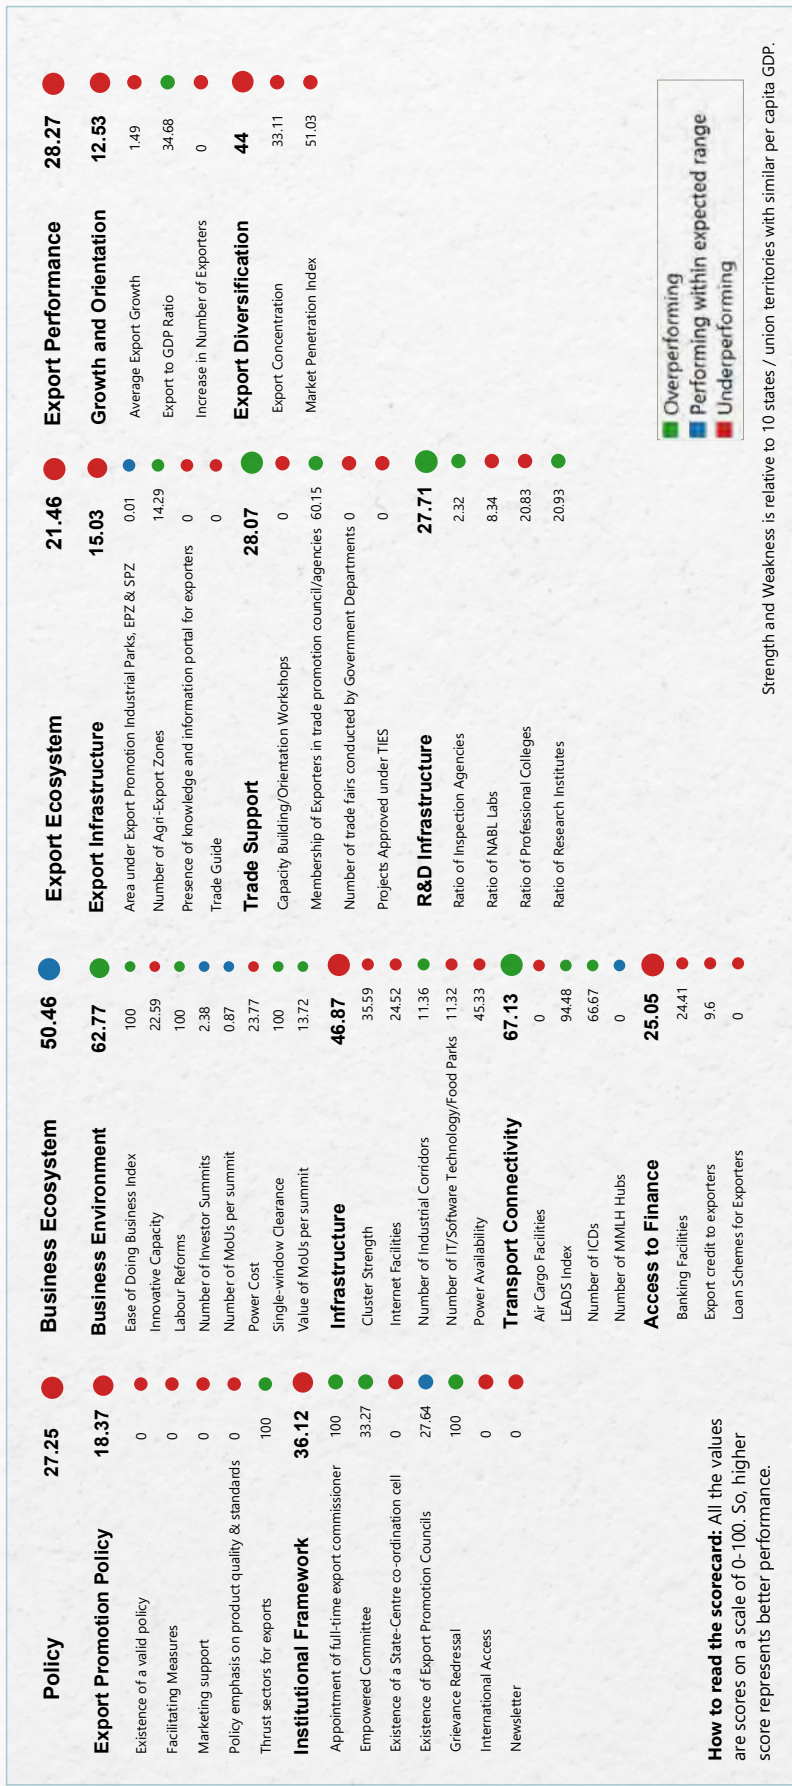 Policy 27.25
Export Promotion Policy 18.37
Existence of a valid policy 0
Facilitating Measures 0
Marketing support 0
Policy emphasis on product quality & standards 0
Thrust sectors for exports 100
Institutional Framework 36.12
Appointment of full-time export commissioner 100
Empowered Committee 33.27
Existence of a State-Centre co-ordination cell 0
Existence of Export Promotion Councils 27.64
Grievance Redressal 100
International Access 0
Newsletter 0
Business Ecosystem 50.46
Business Environment 62.77
Ease of Doing Business Index 100
Innovative Capacity 22.59
Labour Reforms 100
Number of Investor Summits 2.38
Number of MoUs per summit 0.87
Power Cost 23.77
Single-window Clearance 100
Value of MoUs per summit 13.72
Infrastructure 46.87
Cluster Strength 35.59
Internet Facilities 24.52
Number of Industrial Corridors 11.36
Number of IT/Software Technology/Food Parks 11.32
Power Availability 45.33
Transport Connectivity 67.13
Air Cargo Facilities 0
LEADS Index 94.48
Number of ICDs 66.67
Number of MMLH Hubs 0
Access to Finance 25.05
Banking Facilities 24.41
Export credit to exporters 9.6
Loan Schemes for Exporters 0
Export Ecosystem 21.46
Export Infrastructure 15.03
Area under Export Promotion Industrial Parks, EPZ & SPZ 0.01
Number of Agri-Export Zones 14.29
Presence of knowledge and information portal for exporters 0
Trade Guide 0
Trade Support 28.07
Capacity Building/Orientation Workshops 0
Membership of Exporters in trade promotion council/agencies 60.15
Number of trade fairs conducted by Government Departments 0
Projects Approved under TIES 0
R&D Infrastructure 27.71
Ratio of Inspection Agencies 2.32
Ratio of NABL Labs 8.34
Ratio of Professional Colleges 20.83
Ratio of Research Institutes 20.93
Export Performance 28.27
Growth and Orientation 12.53
Average Export Growth 1.49
Export to GDP Ratio 34.68
Increase in Number of Exporters 0
Export Diversification 44
Export Concentration 33.11
Market Penetration Index 51.03
How to read the scorecard: All the values
are scores on a scale of 0-100. So, higher
score represents better performance.
Overperforming
Performing within expected range
Underperforming
Strength and Weakness is relative to 10 states / union territories with similar per capita GDP.